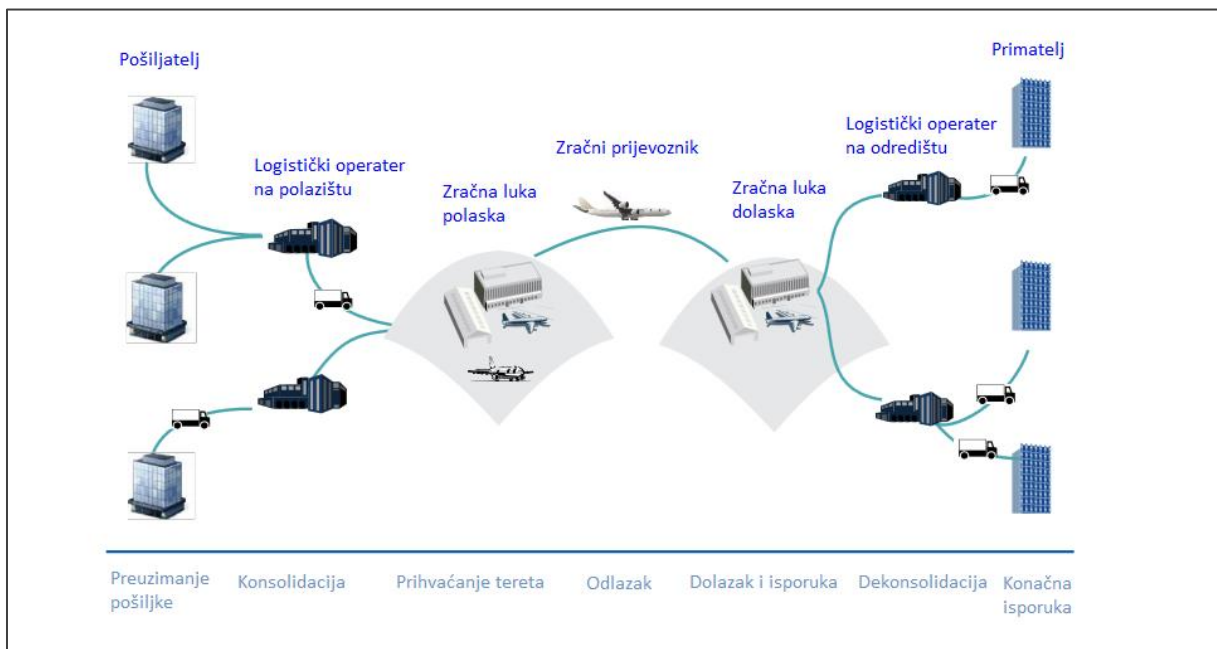 Pošiljatelj
Primatelj
Logistički operater
na polazištu
Zračna luka
polaska
Zračni prijevoznik
Zračna luka
dolaska
Logistički operater
na odredištu
Preuzimanje
pošiljke
Konsolidacija
Prihvaćanje tereta
Odlazak
Dolazak i isporuka
Dekonsolidacija
Konačna
isporuka